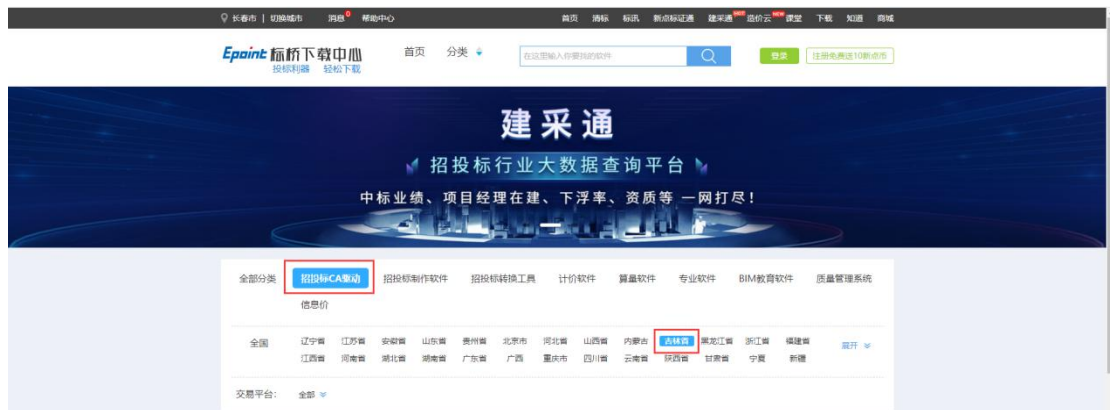 长春市 | 切换城市 消息 0 帮助中心 首页 清标 标讯 新点标证通 建采通 HOT 造价云 NEW 课堂 下载 知道 商城
Epoint 标桥下载中心 首页 分类 在这里输入你要找的软件 登录 注册免费送10新点币
投标利器 轻松下载
建采通
招投标行业大数据查询平台
中标业绩、项目经理在建、下浮率、资质等 一网打尽!
全部分类 招投标CA驱动 招投标制作软件 招投标转换工具 计价软件 算量软件 专业软件 BIM教育软件 质量管理系统
信息价
全国 辽宁省 江苏省 安徽省 山东省 贵州省 北京市 河北省 山西省 内蒙古 吉林省 黑龙江省 浙江省 福建省 展开
江西省 河南省 湖北省 湖南省 广东省 广西 重庆市 四川省 云南省 陕西省 甘肃省 宁夏 新疆
交易平台: 全部